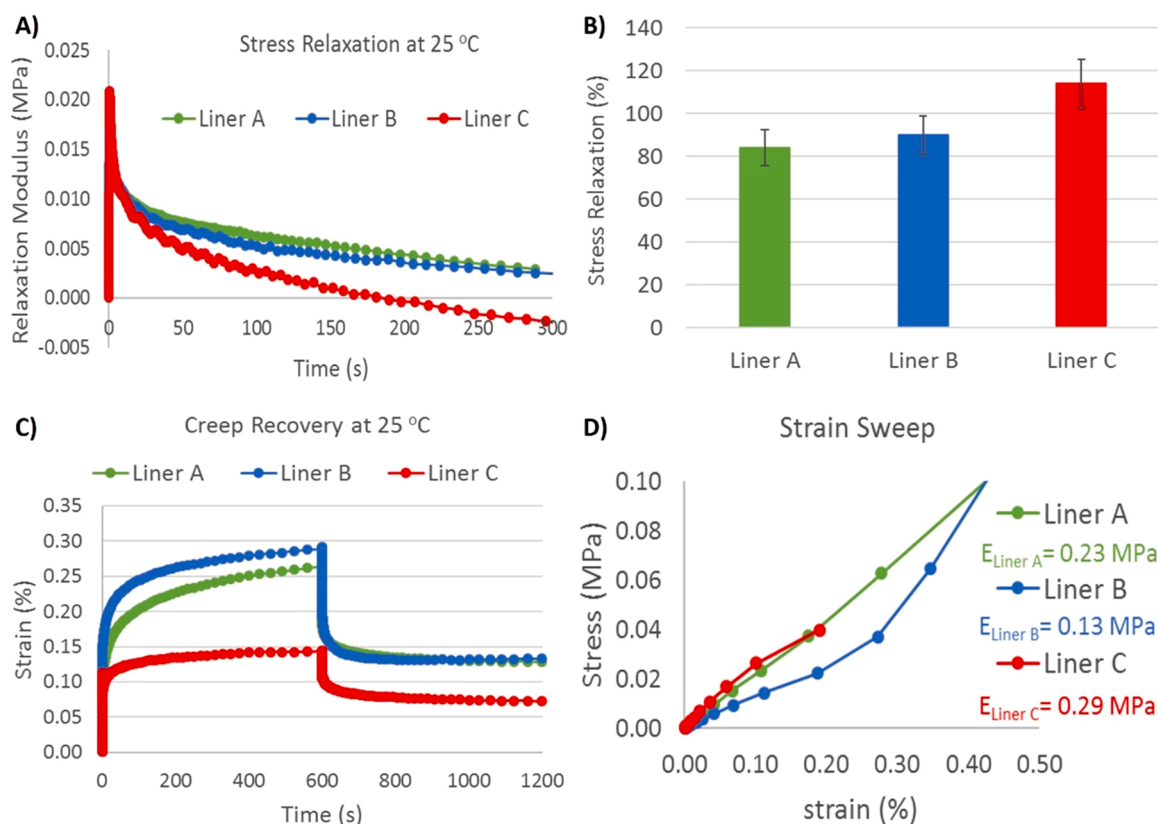 A)
Stress Relaxation at 25 °C
Liner A Liner B Liner C
Relaxation Modulus (MPa)
0.025
0.020
0.015
0.010
0.005
0.000
-0.005
0 50 100 150 200 250 300
Time (s)
B)
Stress Relaxation (%)
140
120
100
80
60
40
20
0
Liner A Liner B Liner C
C)
Creep Recovery at 25 °C
Liner A Liner B Liner C
Strain (%)
0.35
0.30
0.25
0.20
0.15
0.10
0.05
0.00
0 200 400 600 800 1000 1200
Time (s)
D)
Strain Sweep
Stress (MPa)
0.10
0.08
0.06
0.04
0.02
0.00
Liner A
E Liner A = 0.23 MPa
Liner B
E Liner B = 0.13 MPa
Liner C
E Liner C = 0.29 MPa
0.00 0.10 0.20 0.30 0.40 0.50
strain (%)